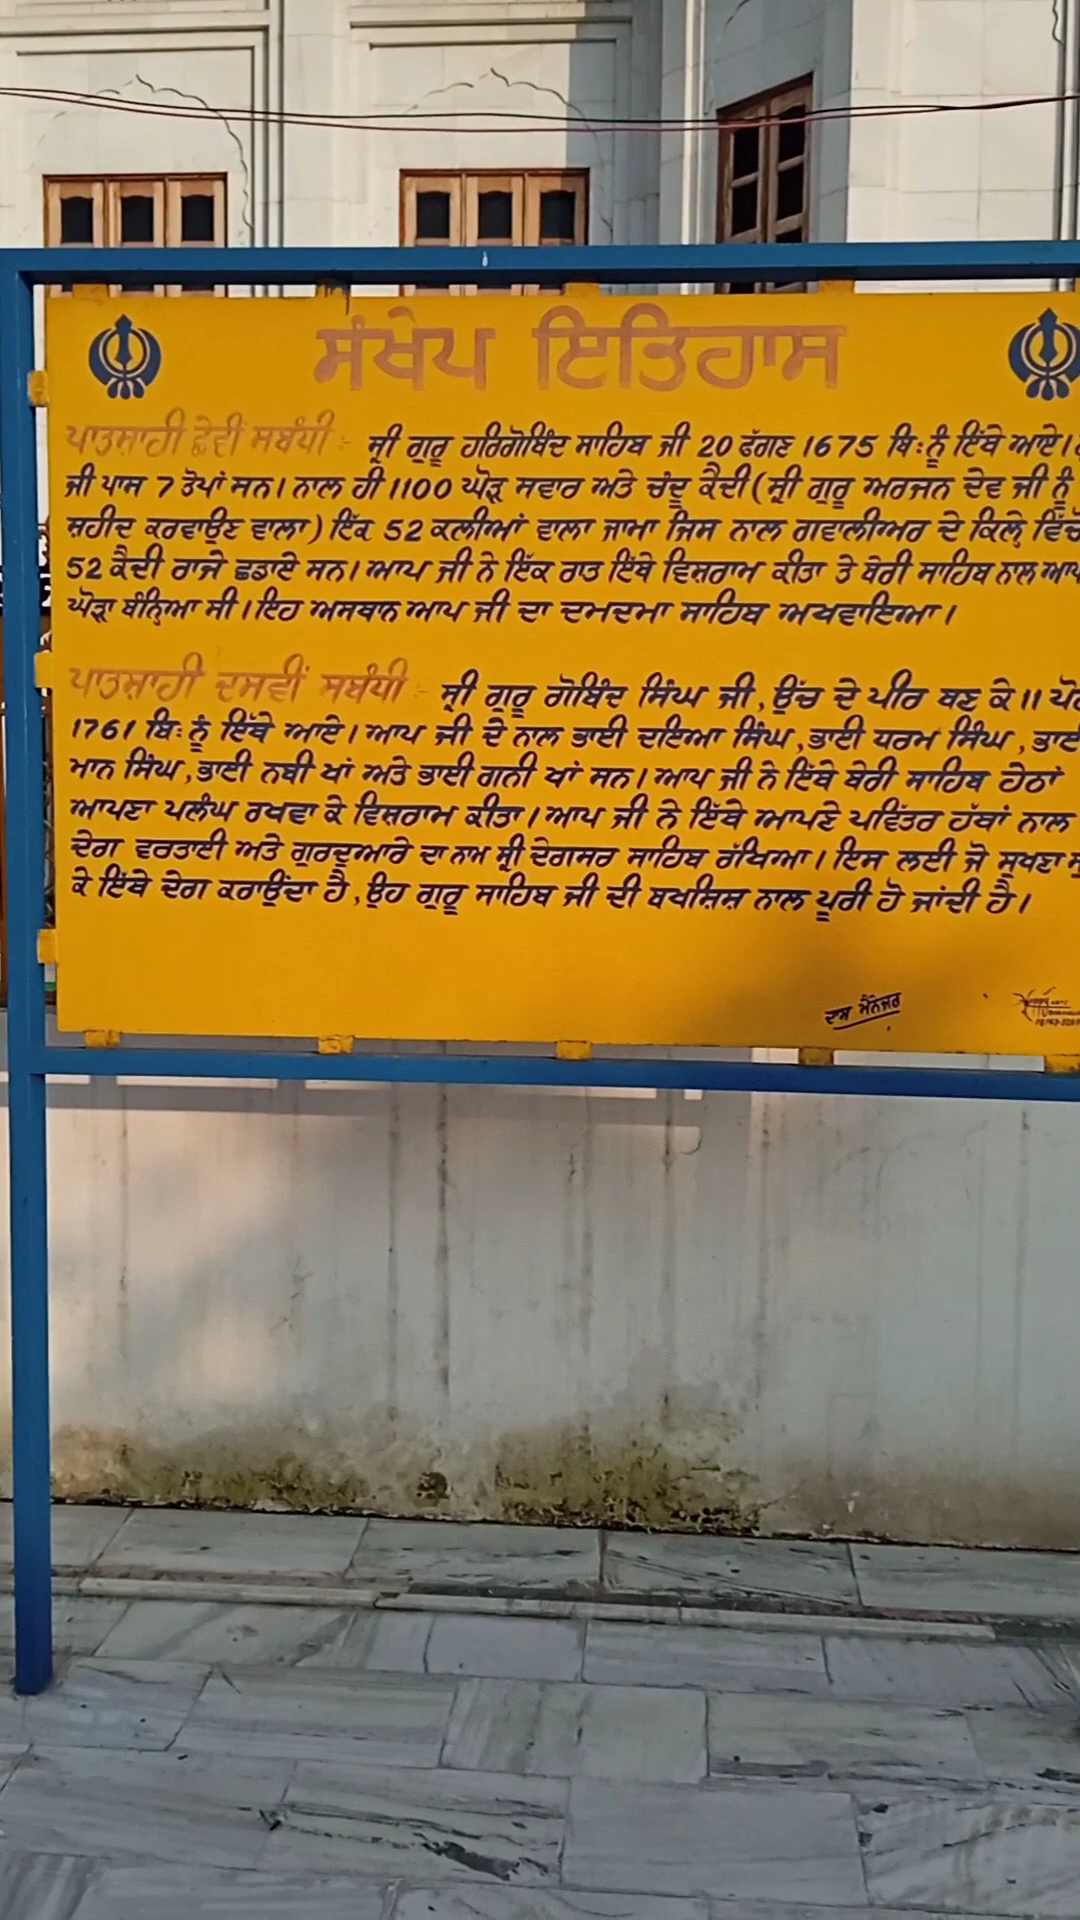 ਸੰਖੇਪ ਇਤਿਹਾਸ
ਪਾਤਸ਼ਾਹੀ ਛੇਵੀਂ ਸਬੰਧੀ :- ਸ੍ਰੀ ਗੁਰੂ ਹਰਿਗੋਬਿੰਦ ਸਾਹਿਬ ਜੀ 20 ਫੱਗਣ 1675 ਬਿ: ਨੂੰ ਇੱਥੇ ਆਏ।
ਜੀ ਪਾਸ 7 ਤੋਪਾਂ ਸਨ। ਨਾਲ ਹੀ 1100 ਘੋੜ ਸਵਾਰ ਅਤੇ ਚੰਦੂ ਕੈਦੀ (ਸ੍ਰੀ ਗੁਰੂ ਅਰਜਨ ਦੇਵ ਜੀ ਨੂੰ
ਸ਼ਹੀਦ ਕਰਵਾਉਣ ਵਾਲਾ) ਇੱਕ 52 ਕਲੀਆਂ ਵਾਲਾ ਜਾਮਾ ਜਿਸ ਨਾਲ ਗਵਾਲੀਅਰ ਦੇ ਕਿਲ੍ਹੇ ਵਿੱਚੋਂ
52 ਕੈਦੀ ਰਾਜੇ ਛਡਾਏ ਸਨ। ਆਪ ਜੀ ਨੇ ਇੱਕ ਰਾਤ ਇੱਥੇ ਵਿਸ਼ਰਾਮ ਕੀਤਾ ਤੇ ਬੇਰੀ ਸਾਹਿਬ ਨਾਲ ਆਪ
ਘੋੜਾ ਬੰਨ੍ਹਿਆ ਸੀ। ਇਹ ਅਸਥਾਨ ਆਪ ਜੀ ਦਾ ਦਮਦਮਾ ਸਾਹਿਬ ਅਖਵਾਇਆ।
ਪਾਤਸ਼ਾਹੀ ਦਸਵੀਂ ਸਬੰਧੀ :- ਸ੍ਰੀ ਗੁਰੂ ਗੋਬਿੰਦ ਸਿੰਘ ਜੀ, ਉੱਚ ਦੇ ਪੀਰ ਬਣ ਕੇ 11
1761 ਬਿ: ਨੂੰ ਇੱਥੇ ਆਏ। ਆਪ ਜੀ ਦੇ ਨਾਲ ਭਾਈ ਦਇਆ ਸਿੰਘ, ਭਾਈ ਧਰਮ ਸਿੰਘ, ਭਾਈ
ਮਾਨ ਸਿੰਘ, ਭਾਈ ਨਬੀ ਖਾਂ ਅਤੇ ਭਾਈ ਗਨੀ ਖਾਂ ਸਨ। ਆਪ ਜੀ ਨੇ ਇੱਥੇ ਬੇਰੀ ਸਾਹਿਬ ਹੇਠਾਂ
ਆਪਣਾ ਪਲੰਘ ਰਖਵਾ ਕੇ ਵਿਸ਼ਰਾਮ ਕੀਤਾ। ਆਪ ਜੀ ਨੇ ਇੱਥੇ ਆਪਣੇ ਪਵਿੱਤਰ ਹੱਥਾਂ ਨਾਲ
ਦੇਗ ਵਰਤਾਈ ਅਤੇ ਗੁਰਦੁਆਰੇ ਦਾ ਨਾਮ ਸ੍ਰੀ ਦੇਗਸਰ ਸਾਹਿਬ ਰੱਖਿਆ। ਇਸ ਲਈ ਜੋ ਸੁਖਣਾ
ਕੇ ਇੱਥੇ ਦੇਗ ਕਰਾਉਂਦਾ ਹੈ, ਉਹ ਗੁਰੂ ਸਾਹਿਬ ਜੀ ਦੀ ਬਖਸ਼ਿਸ਼ ਨਾਲ ਪੂਰੀ ਹੋ ਜਾਂਦੀ ਹੈ।
ਦਾਸ ਮੈਨੇਜਰ